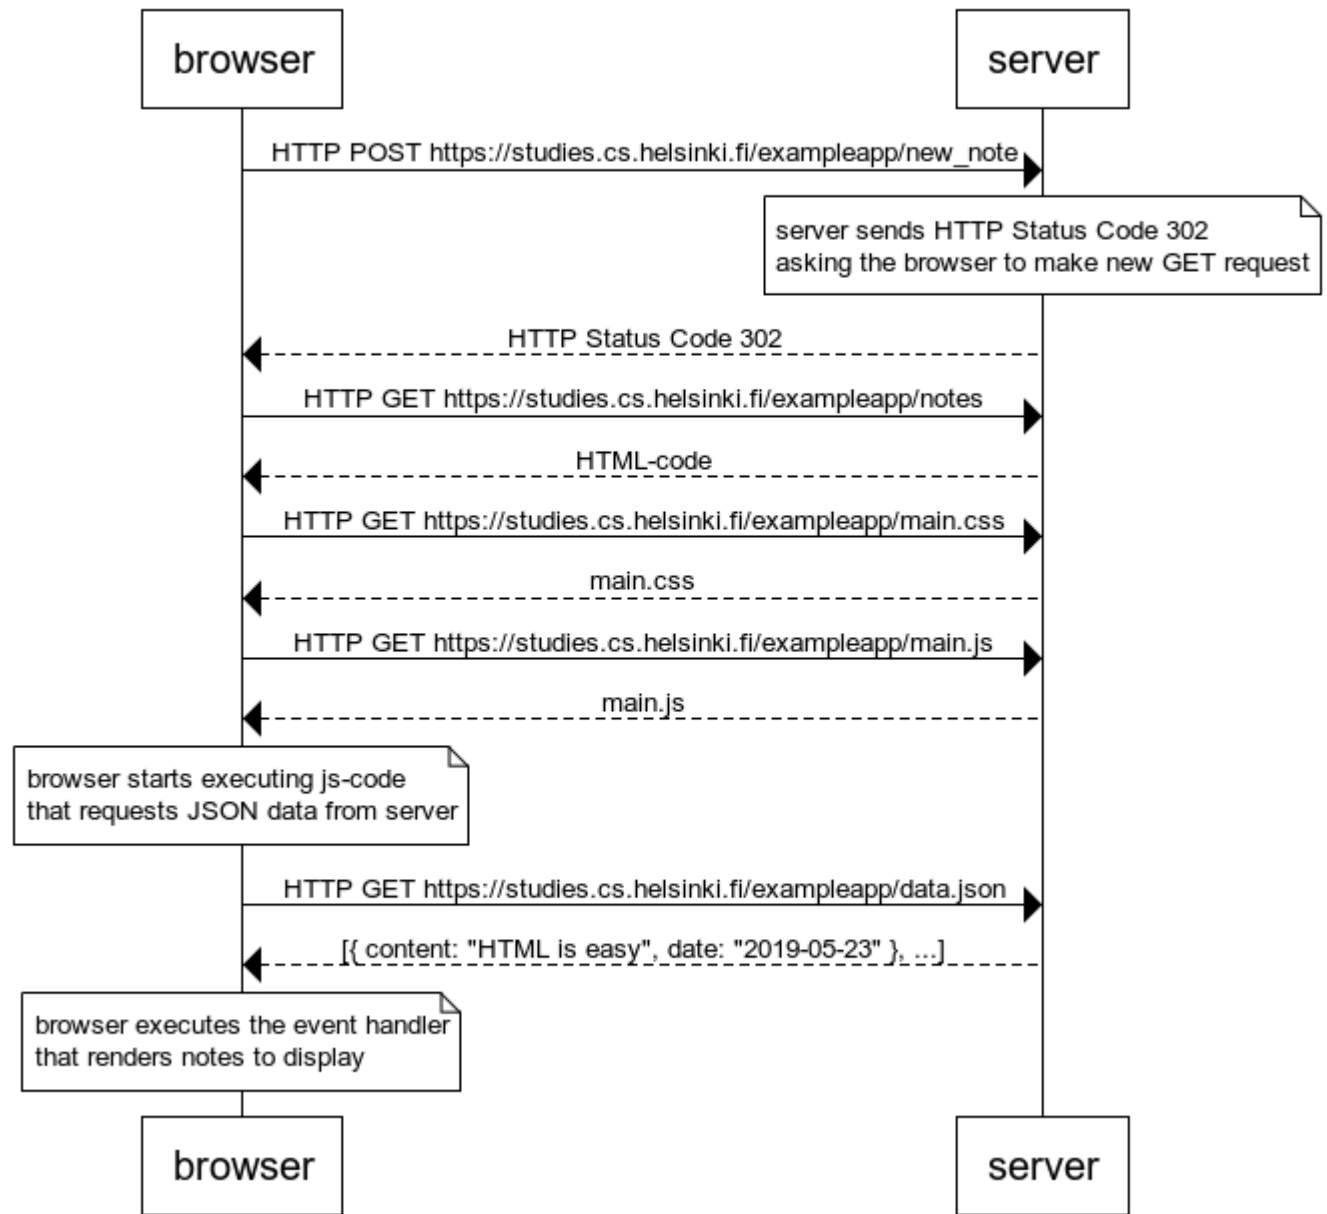 browser
server
HTTP POST https://studies.cs.helsinki.fi/exampleapp/new_note
server sends HTTP Status Code 302
asking the browser to make new GET request
HTTP Status Code 302
HTTP GET https://studies.cs.helsinki.fi/exampleapp/notes
HTML-code
HTTP GET https://studies.cs.helsinki.fi/exampleapp/main.css
main.css
HTTP GET https://studies.cs.helsinki.fi/exampleapp/main.js
main.js
browser starts executing js-code
that requests JSON data from server
HTTP GET https://studies.cs.helsinki.fi/exampleapp/data.json
[{ content: "HTML is easy", date: "2019-05-23" }, ...]
browser executes the event handler
that renders notes to display
browser
server